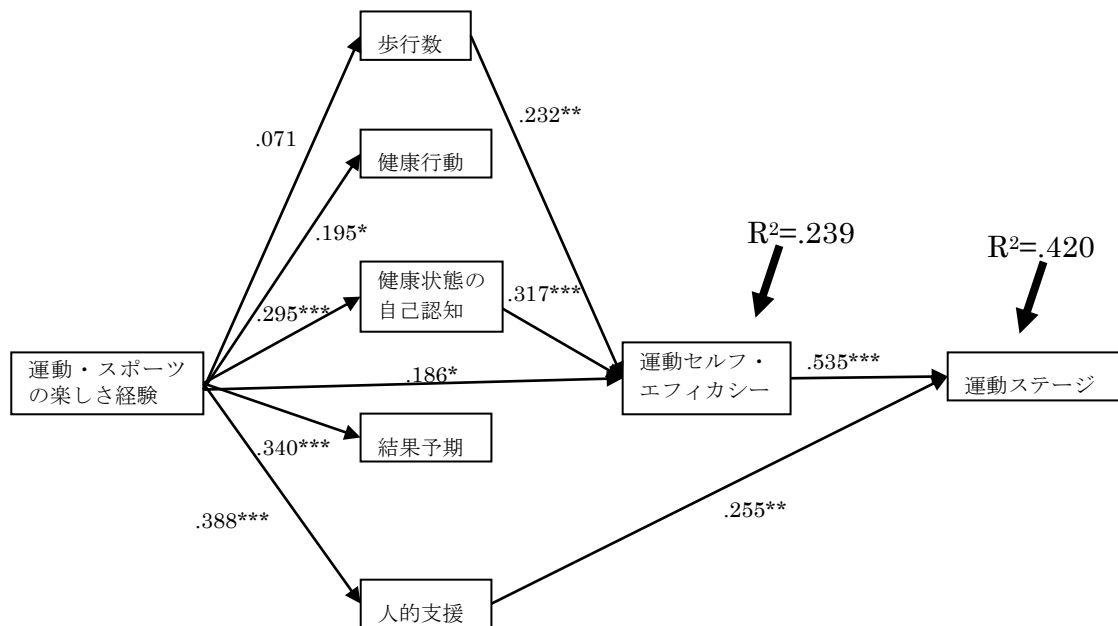 歩行数
.232**
.071
健康行動
.195*
R²=.239
R²=.420
健康状態の
自己認知
.317***
.295***
運動・スポーツ
の楽しさ経験
.186*
運動セルフ・
エフィカシー
.535***
運動ステージ
.340***
結果予期
.388***
.255**
人的支援